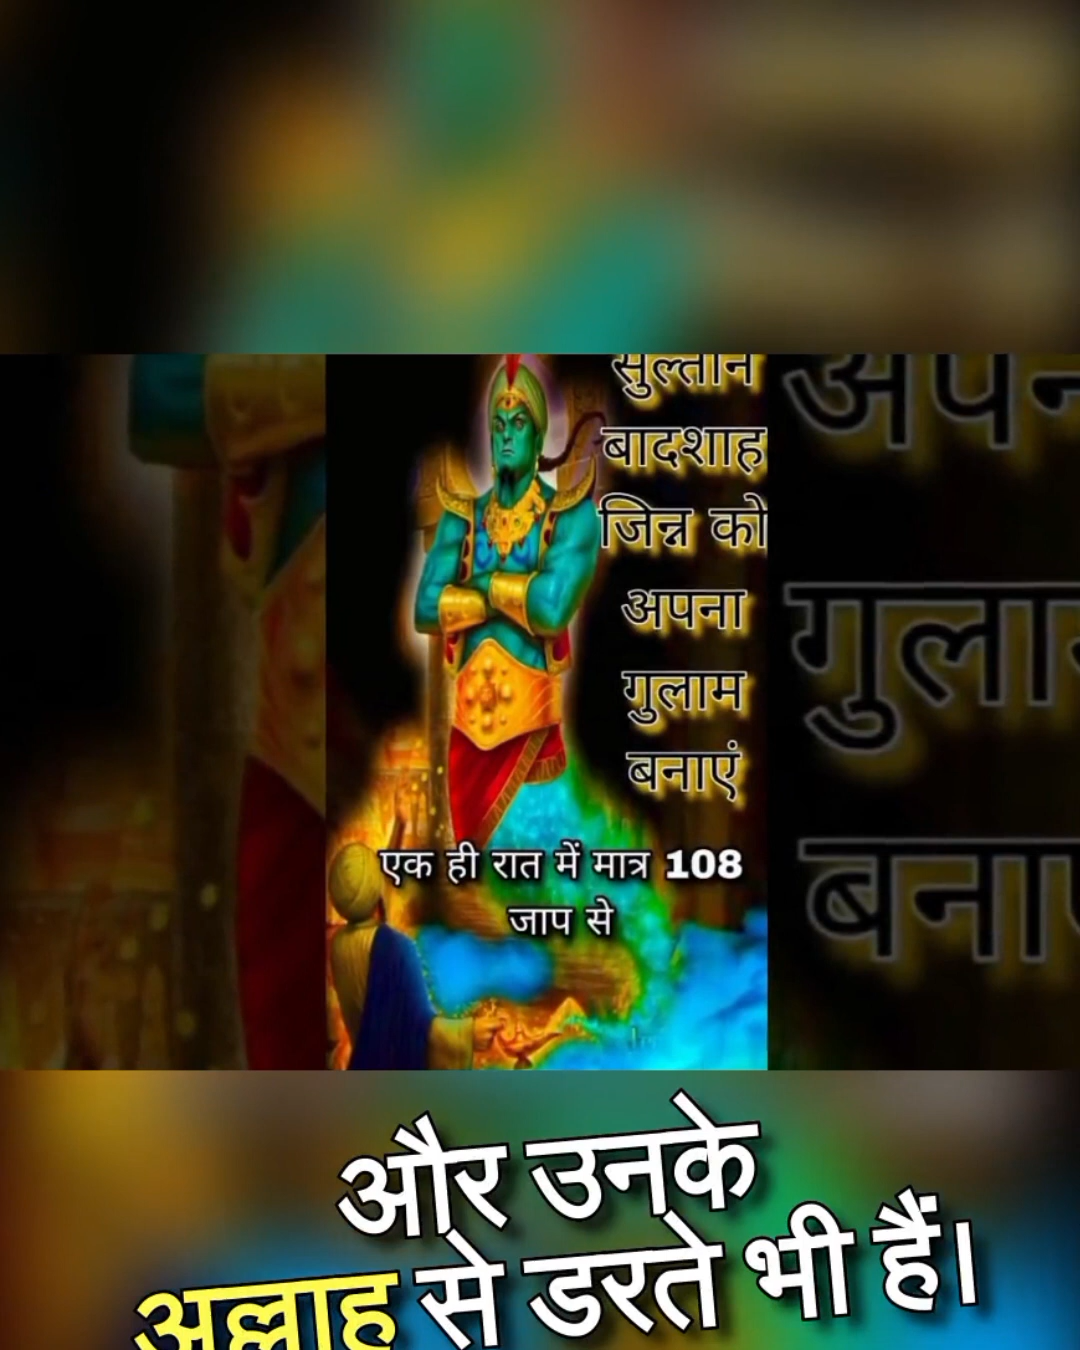 सुल्तान
बादशाह
जिन्न को
अपना
गुलाम
बनाएं
एक ही रात में मात्र 108
जाप से
और उनके
अल्लाह से डरते भी हैं।